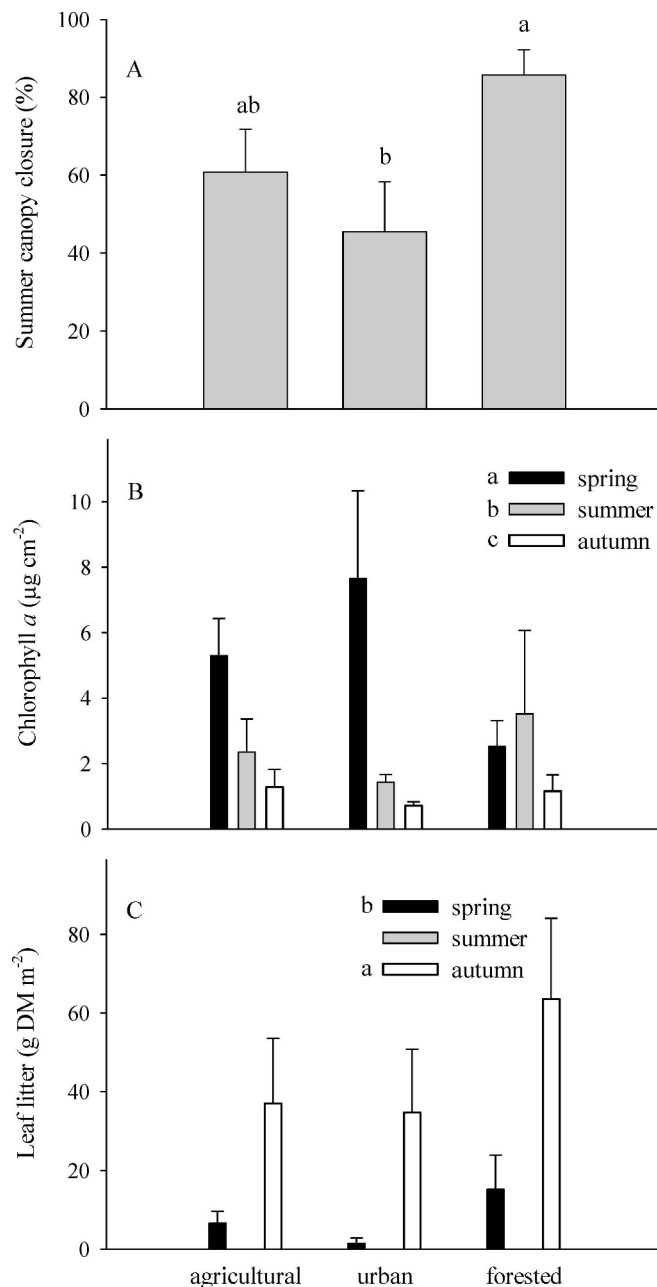 100
80
60
40
20
0
Summer canopy closure (%)
A
ab
b
a
10
8
6
4
2
0
Chlorophyll a (µg cm-2)
B
a spring
b summer
c autumn
80
60
40
20
0
Leaf litter (g DM m-2)
C
b spring
summer
a autumn
agricultural urban forested